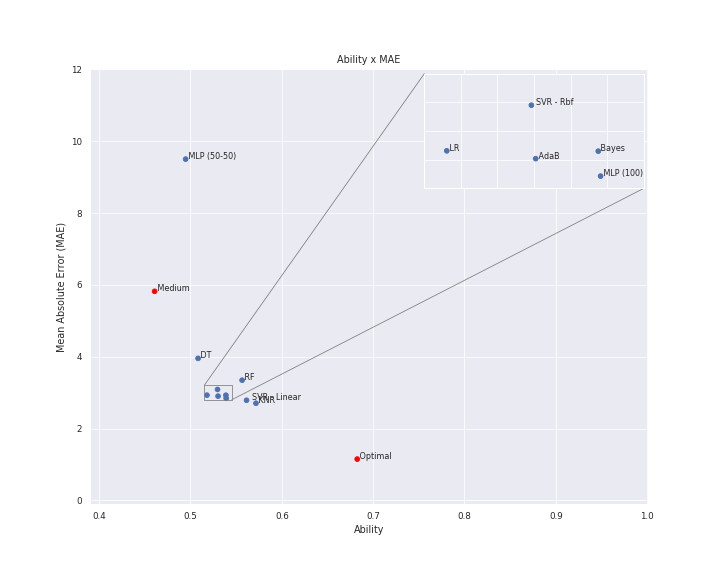 Ability x MAE
12
10
8
6
4
2
0
Mean Absolute Error (MAE)
SVR - Rbf
LR
AdaB
Bayes
MLP (100)
MLP (50-50)
Medium
DT
RF
SVR - Linear
KNR
Optimal
0.4
0.5
0.6
0.7
0.8
0.9
1.0
Ability